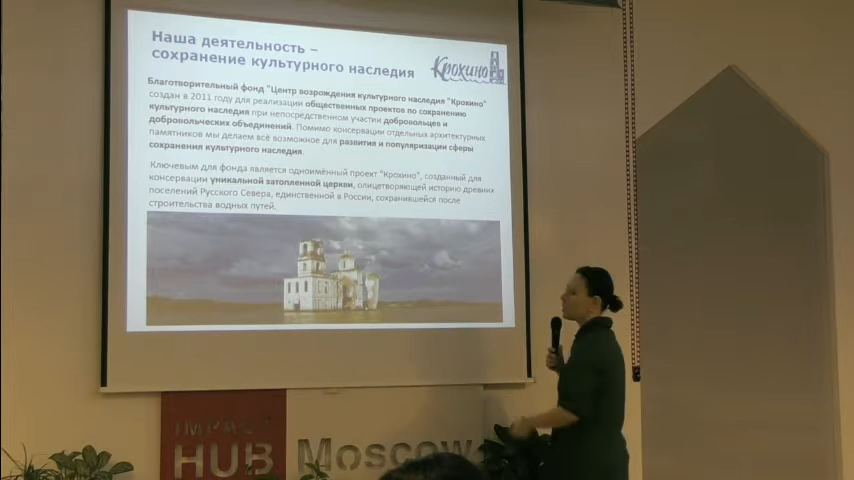 Наша деятельность –
сохранение культурного наследия
Крохино
Благотворительный фонд "Центр возрождения культурного наследия "Крохино"
создан в 2011 году для реализации общественных проектов по сохранению
культурного наследия при непосредственном участии добровольцев и
добровольческих объединений. Помимо консервации отдельных архитектурных
памятников мы делаем всё возможное для развития и популяризации сферы
сохранения культурного наследия.
Ключевым для фонда является одноимённый проект "Крохино", созданный для
консервации уникальной затопленной церкви, олицетворяющей историю древних
поселений Русского Севера, единственной в России, сохранившейся после
строительства водных путей.
IMPACT
HUB Moscow